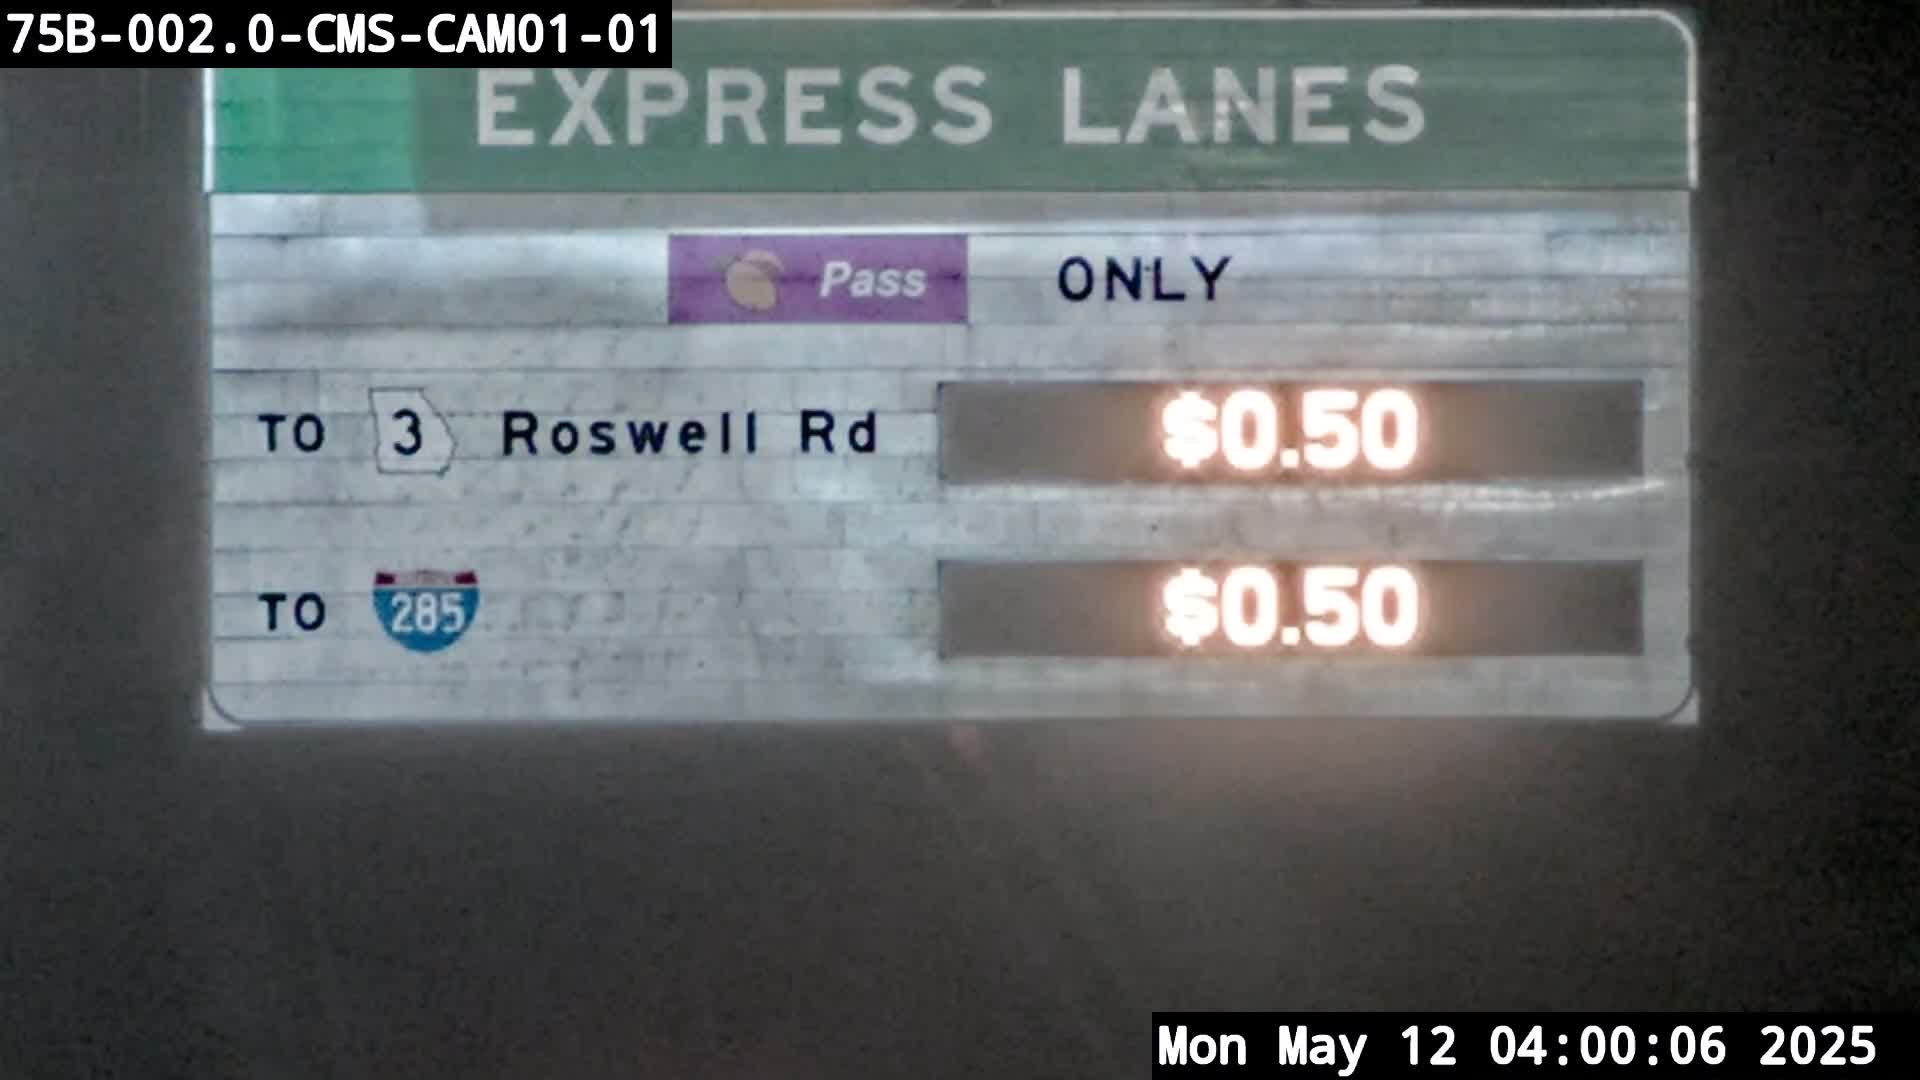 75B-002.0-CMS-CAM01-01
EXPRESS LANES
Pass ONLY
TO 3 Roswell Rd $0.50
TO 285 $0.50
Mon May 12 04:00:06 2025